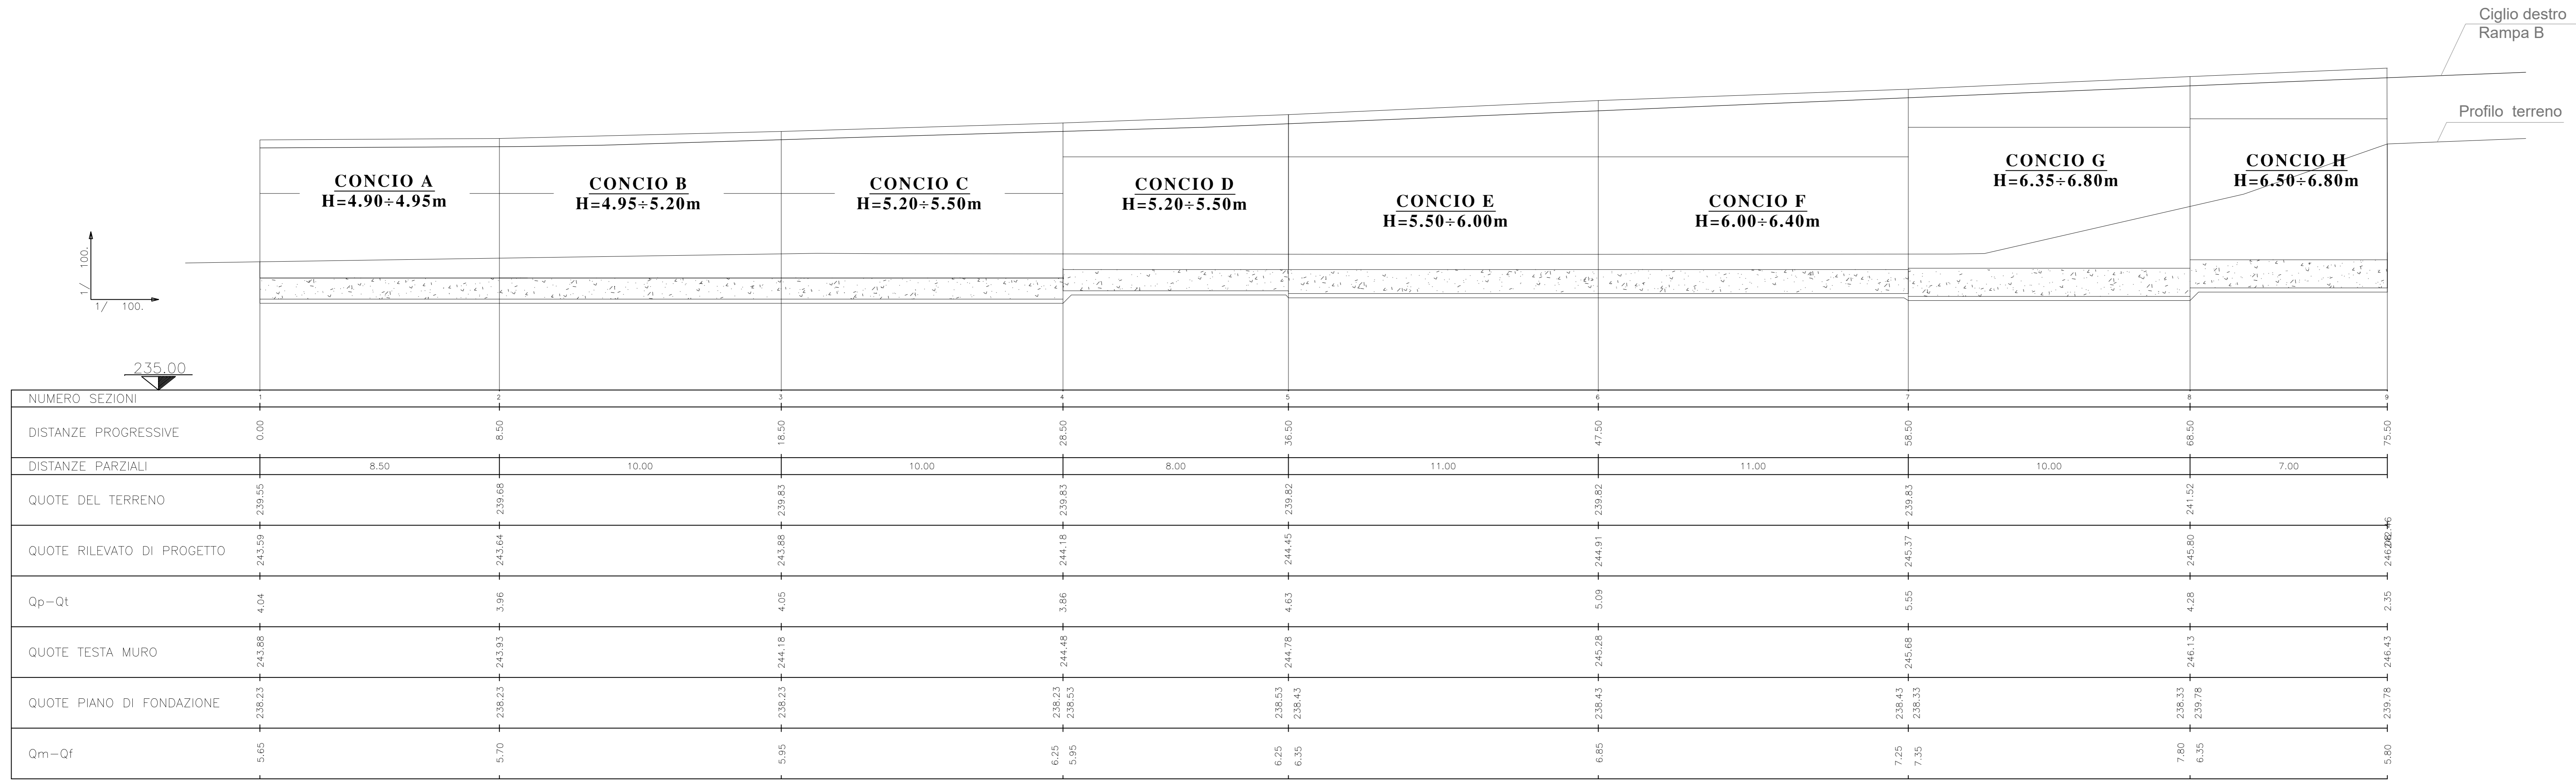 Ciglio destro
Rampa B
Profilo terreno
CONCIO A
H=4.90÷4.95m
CONCIO B
H=4.95÷5.20m
CONCIO C
H=5.20÷5.50m
CONCIO D
H=5.20÷5.50m
CONCIO E
H=5.50÷6.00m
CONCIO F
H=6.00÷6.40m
CONCIO G
H=6.35÷6.80m
CONCIO H
H=6.50÷6.80m
1/ 100.
1/ 100.
235.00
NUMERO SEZIONI 1 2 3 4 5 6 7 8 9
DISTANZE PROGRESSIVE 0.00 8.50 18.50 28.50 36.50 47.50 58.50 68.50 75.50
DISTANZE PARZIALI 8.50 10.00 10.00 8.00 11.00 11.00 10.00 7.00
QUOTE DEL TERRENO 239.55 239.68 239.83 239.83 239.82 239.82 239.83 241.52
QUOTE RILEVATO DI PROGETTO 243.59 243.64 243.88 244.18 244.45 244.91 245.37 245.80
Qp-Qt 4.04 3.96 4.05 3.86 4.63 5.09 5.55 4.28 2.35
QUOTE TESTA MURO 243.88 243.93 244.18 244.48 244.78 245.28 245.68 246.13 246.43
QUOTE PIANO DI FONDAZIONE 238.23 238.23 238.23 238.23 238.53 238.53 238.43 238.43 238.43 238.33 238.33 239.78 239.78
Qm-Qf 5.65 5.70 5.95 6.25 5.95 6.25 6.35 6.85 7.25 7.35 7.80 6.35 5.80